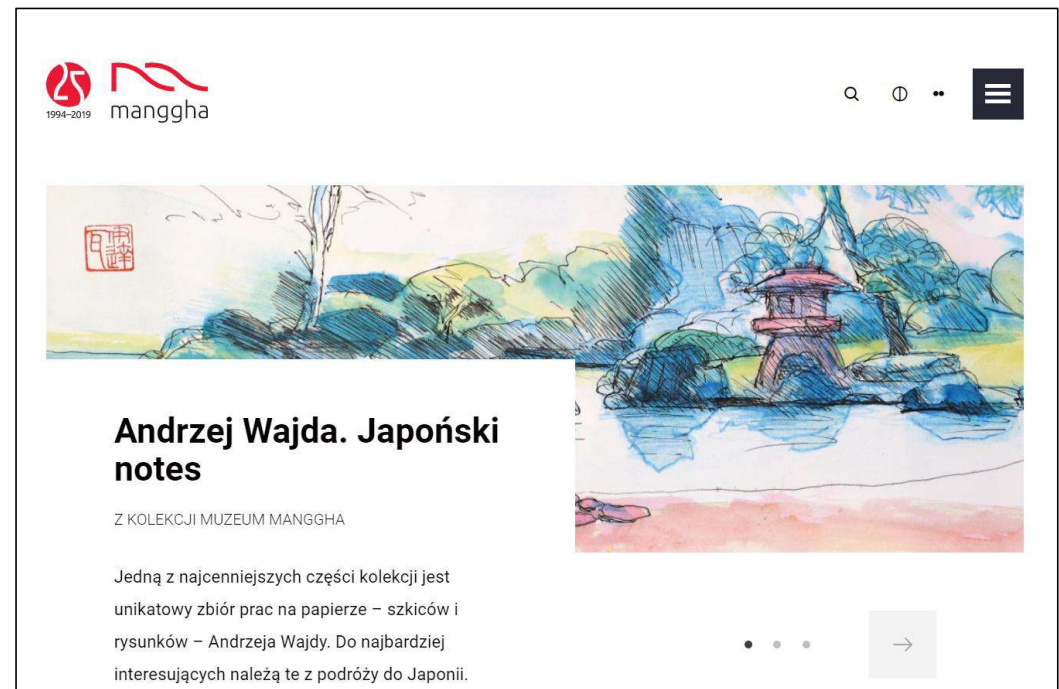 25
1994–2019
manggha
Andrzej Wajda. Japoński
notes
Z KOLEKCJI MUZEUM MANGGHA
Jedną z najcenniejszych części kolekcji jest
unikatowy zbiór prac na papierze – szkiców i
rysunków – Andrzeja Wajdy. Do najbardziej
interesujących należą te z podróży do Japonii.